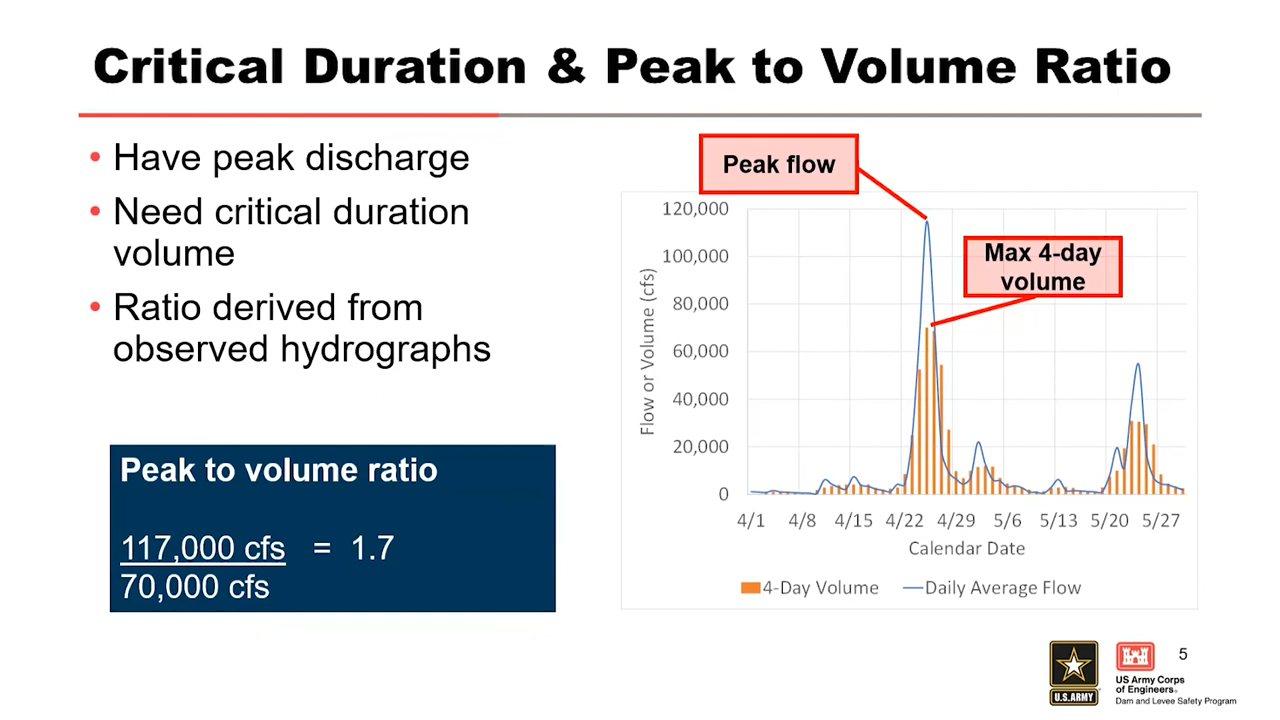 Critical Duration & Peak to Volume Ratio
• Have peak discharge
• Need critical duration
volume
• Ratio derived from
observed hydrographs
Peak to volume ratio
117,000 cfs = 1.7
70,000 cfs
Peak flow
Max 4-day
volume
Flow or Volume (cfs)
120,000
100,000
80,000
60,000
40,000
20,000
0
4/1 4/8 4/15 4/22 4/29 5/6 5/13 5/20 5/27
Calendar Date
4-Day Volume Daily Average Flow
U.S.ARMY
US Army Corps
of Engineers®
Dam and Levee Safety Program
5